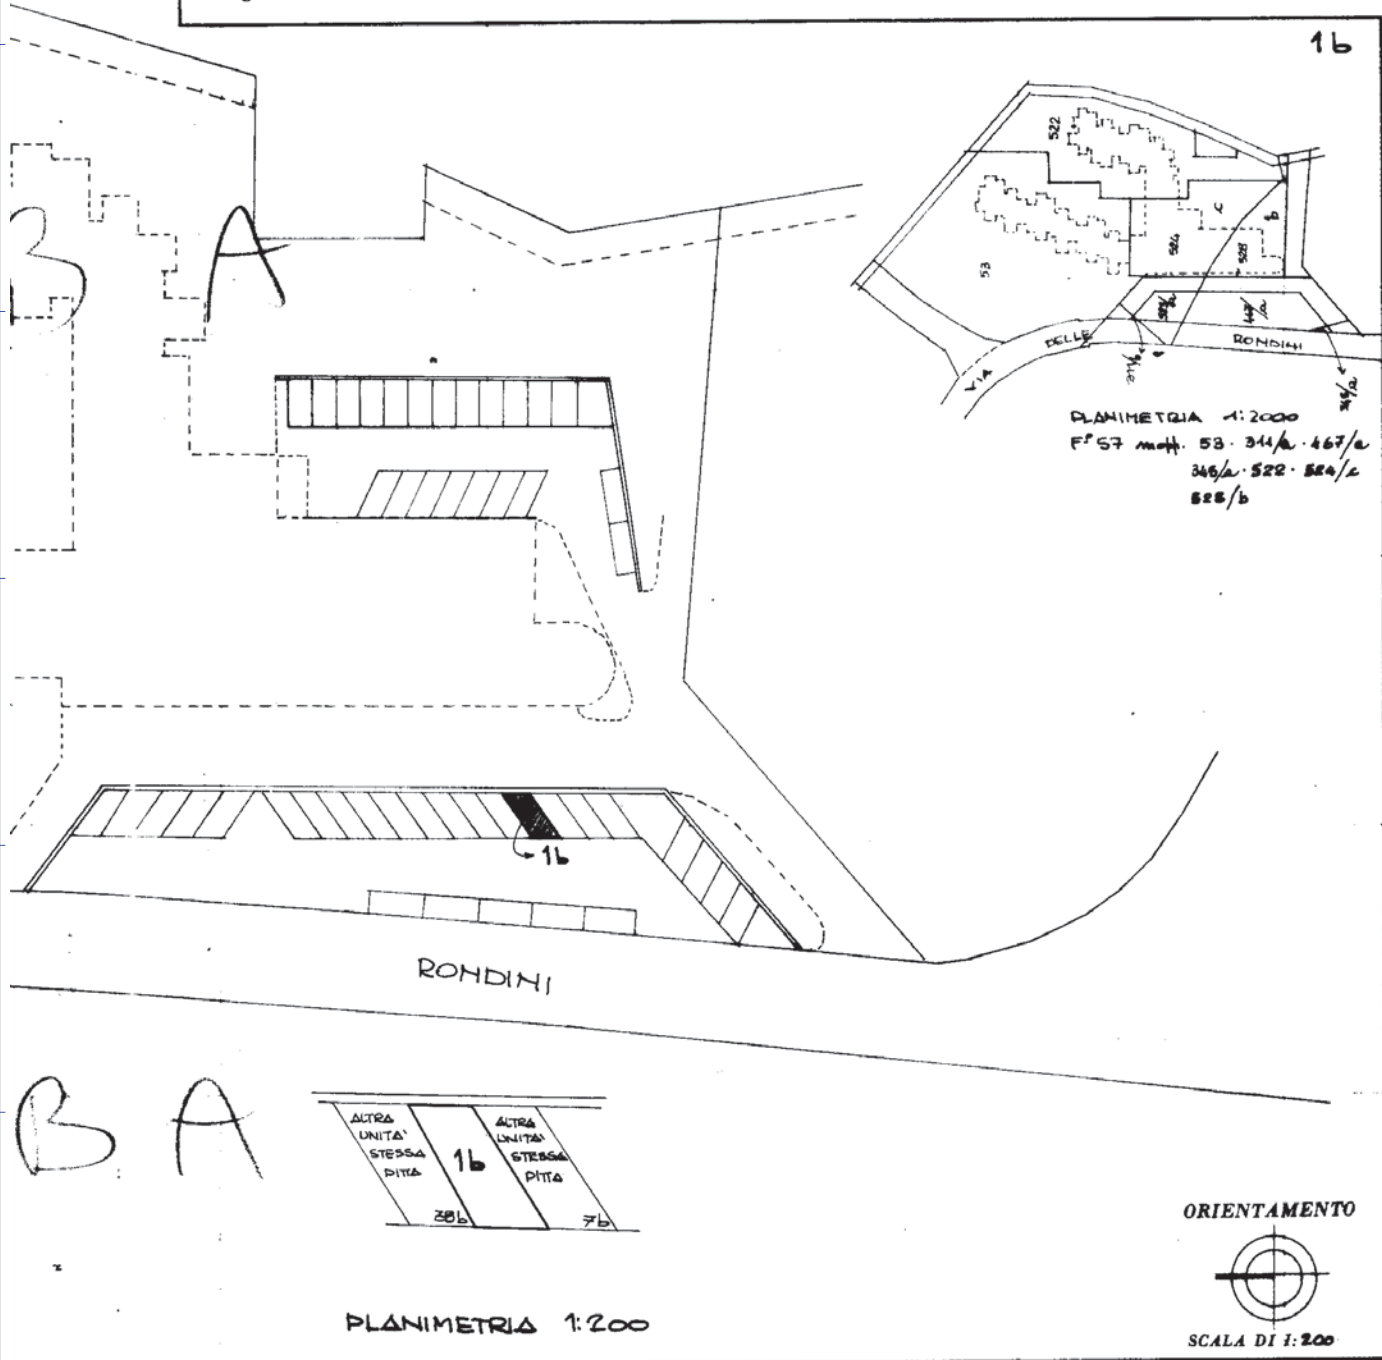 1b
522
c
b
524
528
53
467/a
DELLE
RONDINI
VIA
PLANIMETRIA 1:2000
F° 57 mapp. 53 · 311/a · 467/a
346/a · 522 · 524/c
528/b
B
A
1b
RONDINI
B A
ALTRA
UNITA'
STESSA
DITTA
38b
1b
ALTRA
UNITA'
STESSA
DITTA
7b
PLANIMETRIA 1:200
ORIENTAMENTO
SCALA DI 1:200